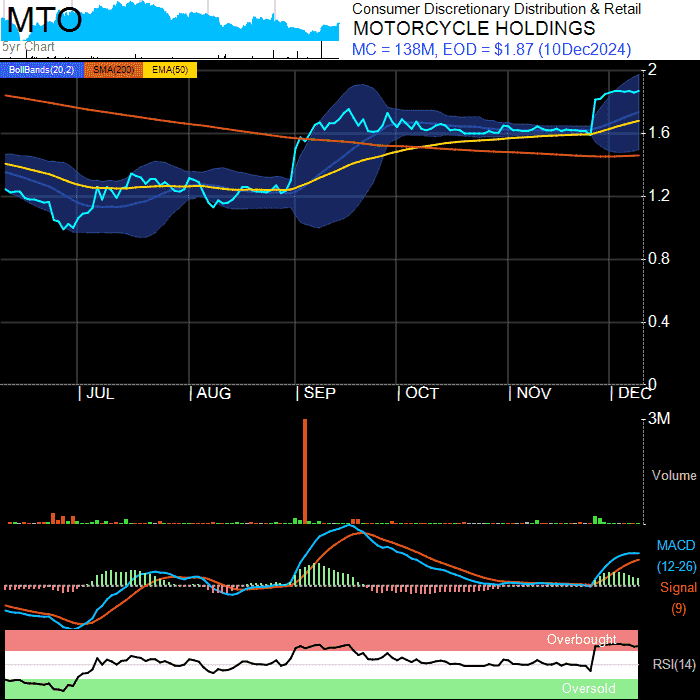 MTO
5yr Chart
Consumer Discretionary Distribution & Retail
MOTORCYCLE HOLDINGS
MC = 138M, EOD = $1.87 (10Dec2024)
BollBands(20,2) SMA(200) EMA(50)
2
1.6
1.2
0.8
0.4
0
| JUL | AUG | SEP | OCT | NOV | DEC
3M
Volume
MACD
(12-26)
Signal
(9)
Overbought
RSI(14)
Oversold